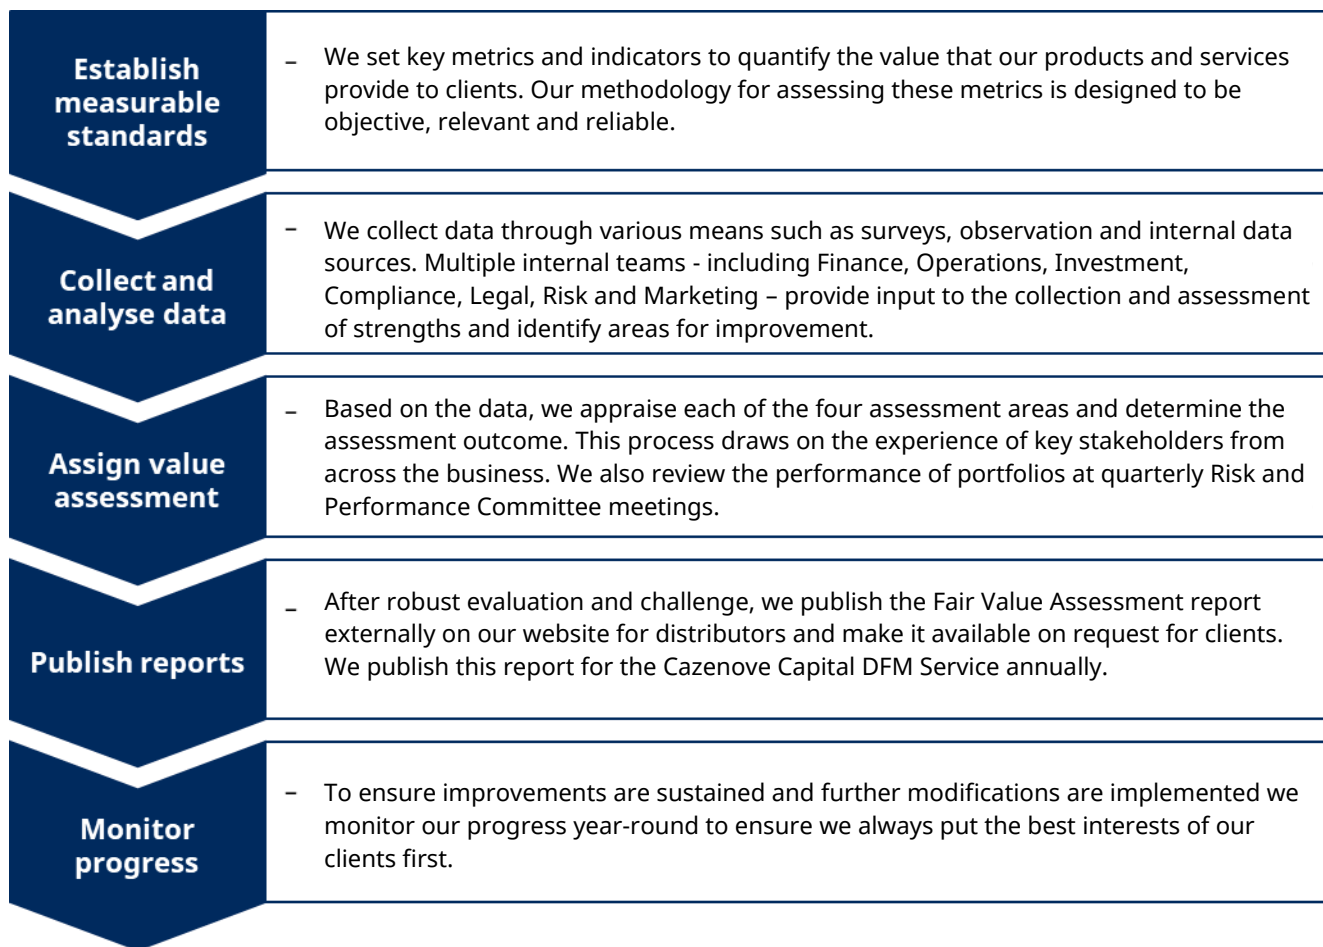 Establish
measurable
standards
– We set key metrics and indicators to quantify the value that our products and services
provide to clients. Our methodology for assessing these metrics is designed to be
objective, relevant and reliable.
Collect and
analyse data
– We collect data through various means such as surveys, observation and internal data
sources. Multiple internal teams - including Finance, Operations, Investment,
Compliance, Legal, Risk and Marketing – provide input to the collection and assessment
of strengths and identify areas for improvement.
Assign value
assessment
– Based on the data, we appraise each of the four assessment areas and determine the
assessment outcome. This process draws on the experience of key stakeholders from
across the business. We also review the performance of portfolios at quarterly Risk and
Performance Committee meetings.
Publish reports
– After robust evaluation and challenge, we publish the Fair Value Assessment report
externally on our website for distributors and make it available on request for clients.
We publish this report for the Cazenove Capital DFM Service annually.
Monitor
progress
– To ensure improvements are sustained and further modifications are implemented we
monitor our progress year-round to ensure we always put the best interests of our
clients first.